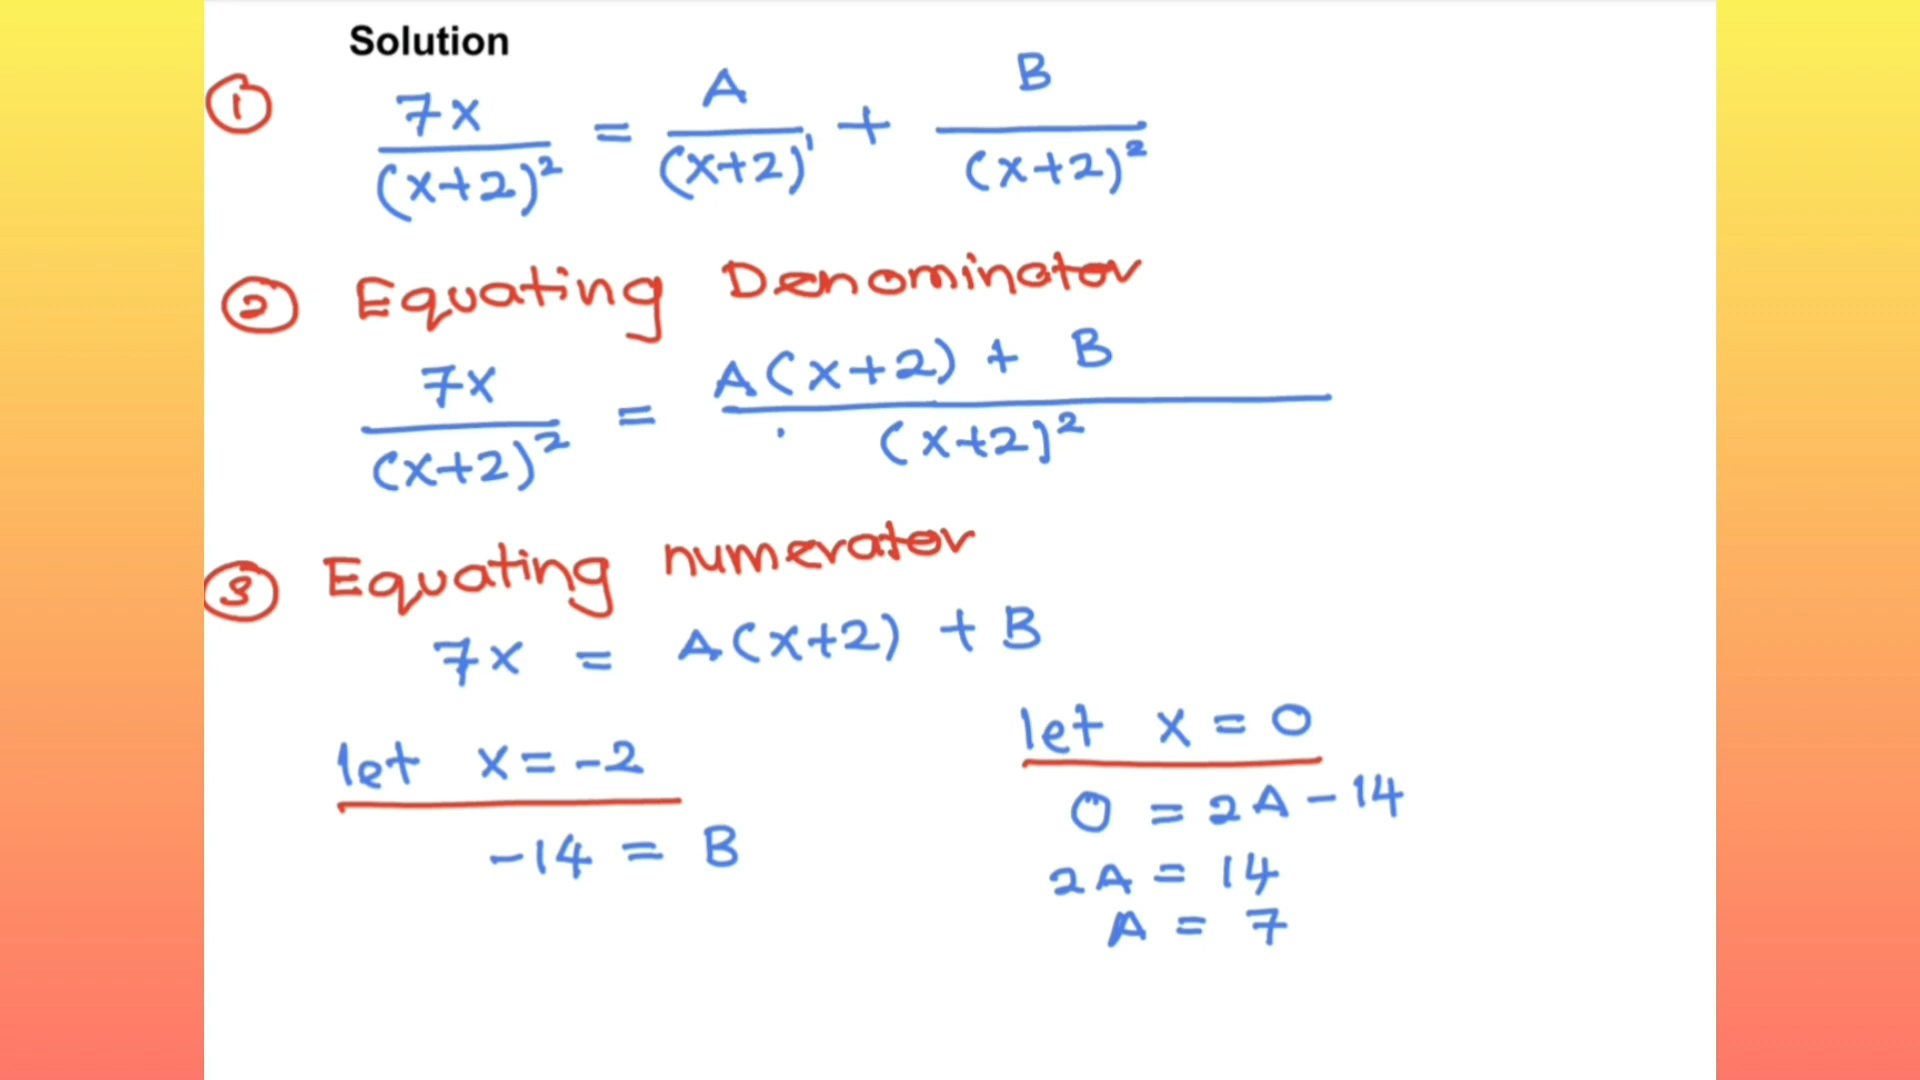 Solution
① 7x/(x+2)² = A/(x+2)¹ + B/(x+2)²
② Equating Denominator
7x/(x+2)² = A(x+2) + B/(x+2)²
③ Equating numerator
7x = A(x+2) + B
let x = -2
-14 = B
let x = 0
0 = 2A - 14
2A = 14
A = 7